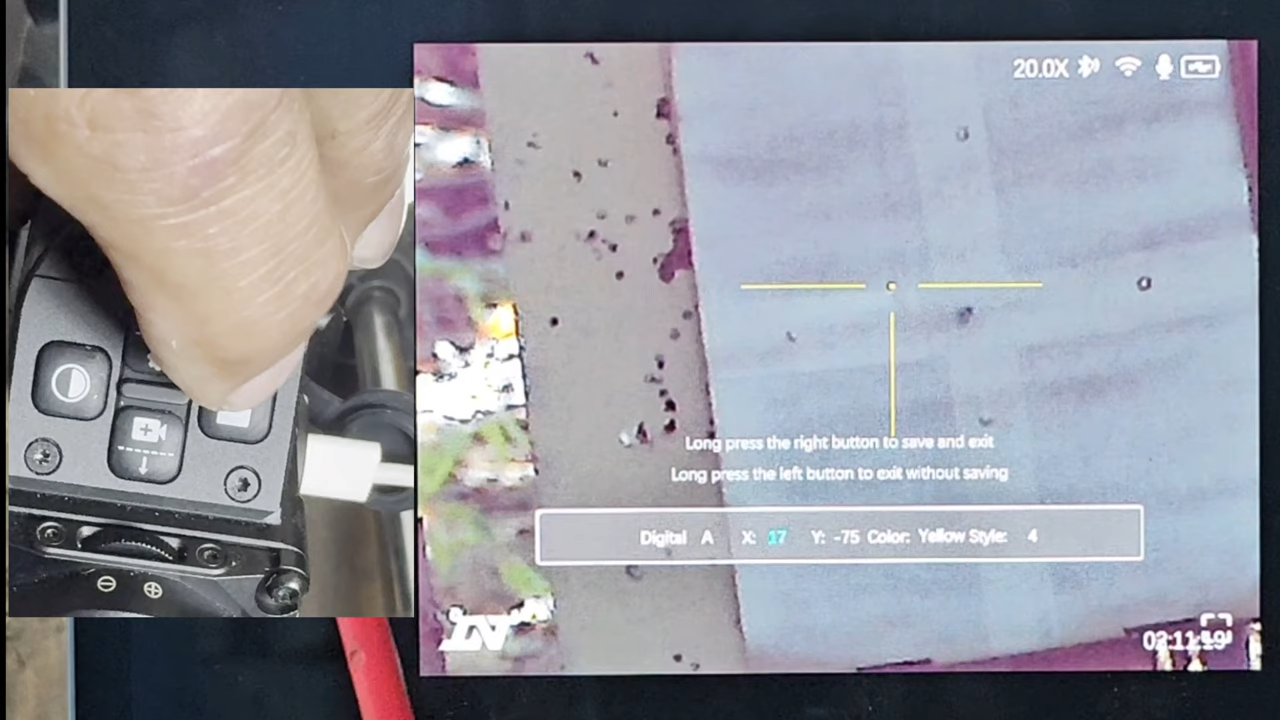 20.0X
Long press the right button to save and exit
Long press the left button to exit without saving
Digital A X: 17 Y: -75 Color: Yellow Style: 4
02:11:19